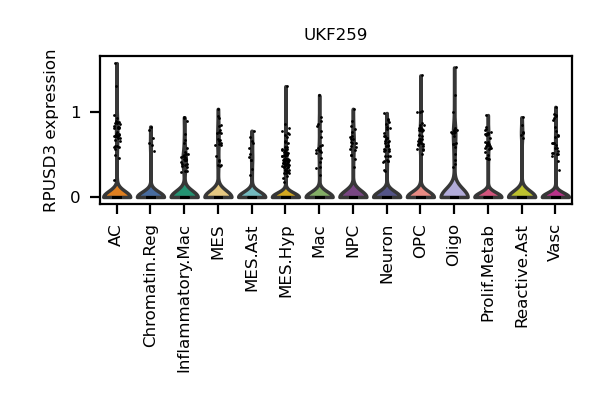 UKF259
RPUSD3 expression
1
0
AC
Chromatin.Reg
Inflammatory.Mac
MES
MES.Ast
MES.Hyp
Mac
NPC
Neuron
OPC
Oligo
Prolif.Metab
Reactive.Ast
Vasc